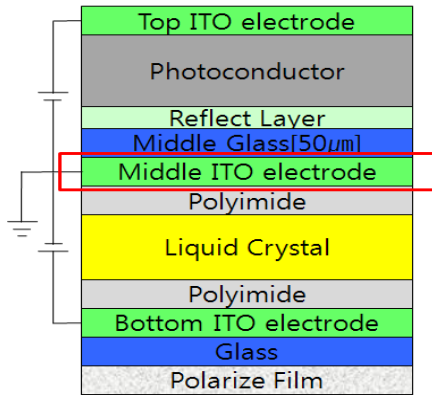 Top ITO electrode
Photoconductor
Reflect Layer
Middle Glass[50㎛]
Middle ITO electrode
Polyimide
Liquid Crystal
Polyimide
Bottom ITO electrode
Glass
Polarize Film